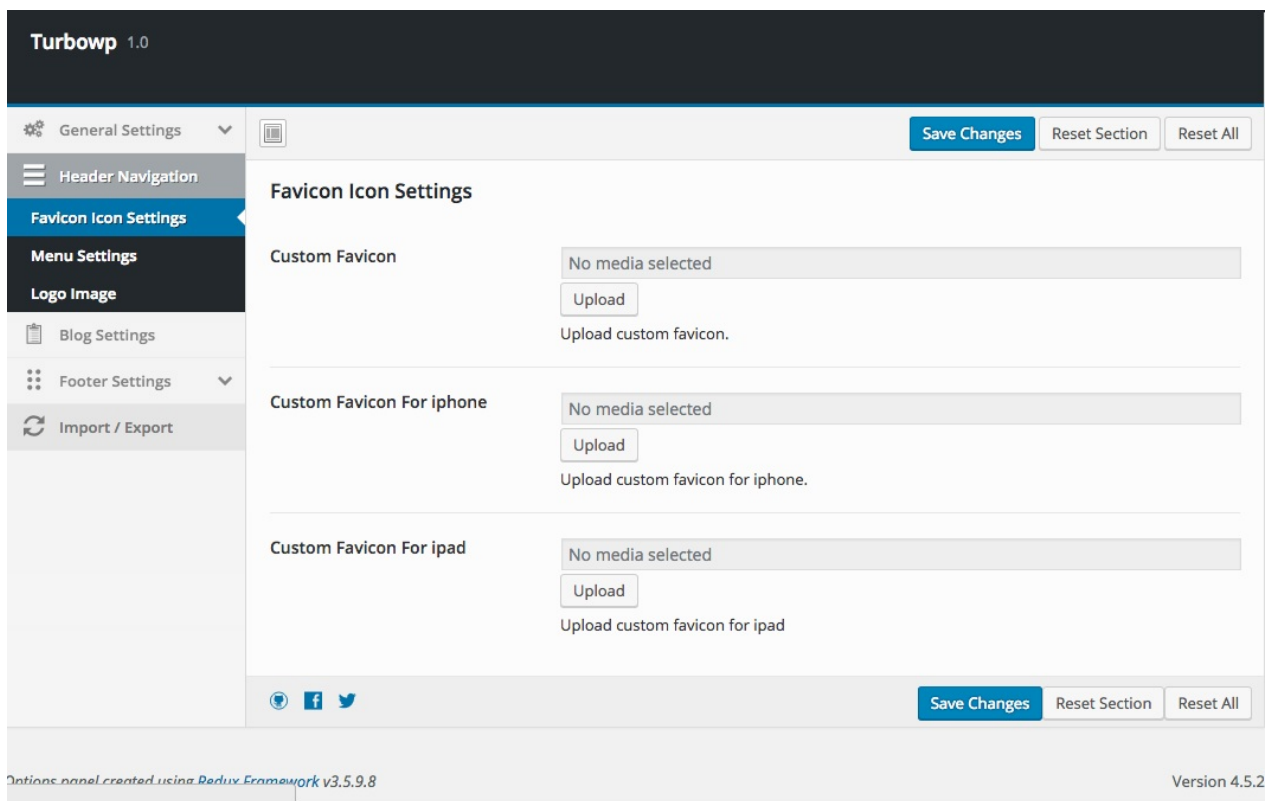 Turbowp 1.0
General Settings
Save Changes Reset Section Reset All
Header Navigation
Favicon Icon Settings
Menu Settings
Logo Image
Blog Settings
Footer Settings
Import / Export
Favicon Icon Settings
Custom Favicon
No media selected
Upload
Upload custom favicon.
Custom Favicon For iphone
No media selected
Upload
Upload custom favicon for iphone.
Custom Favicon For ipad
No media selected
Upload
Upload custom favicon for ipad
Save Changes Reset Section Reset All
Options panel created using Redux Framework v3.5.9.8
Version 4.5.2